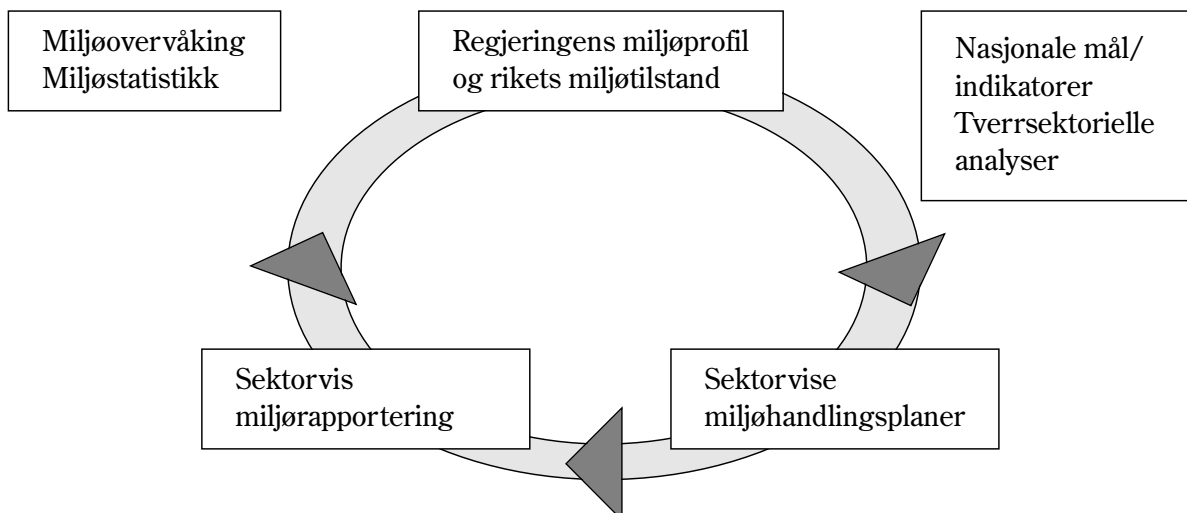 Miljøovervåking
Miljøstatistikk
Regjeringens miljøprofil
og rikets miljøtilstand
Nasjonale mål/
indikatorer
Tverrsektorielle
analyser
Sektorvis
miljørapportering
Sektorvise
miljøhandlingsplaner